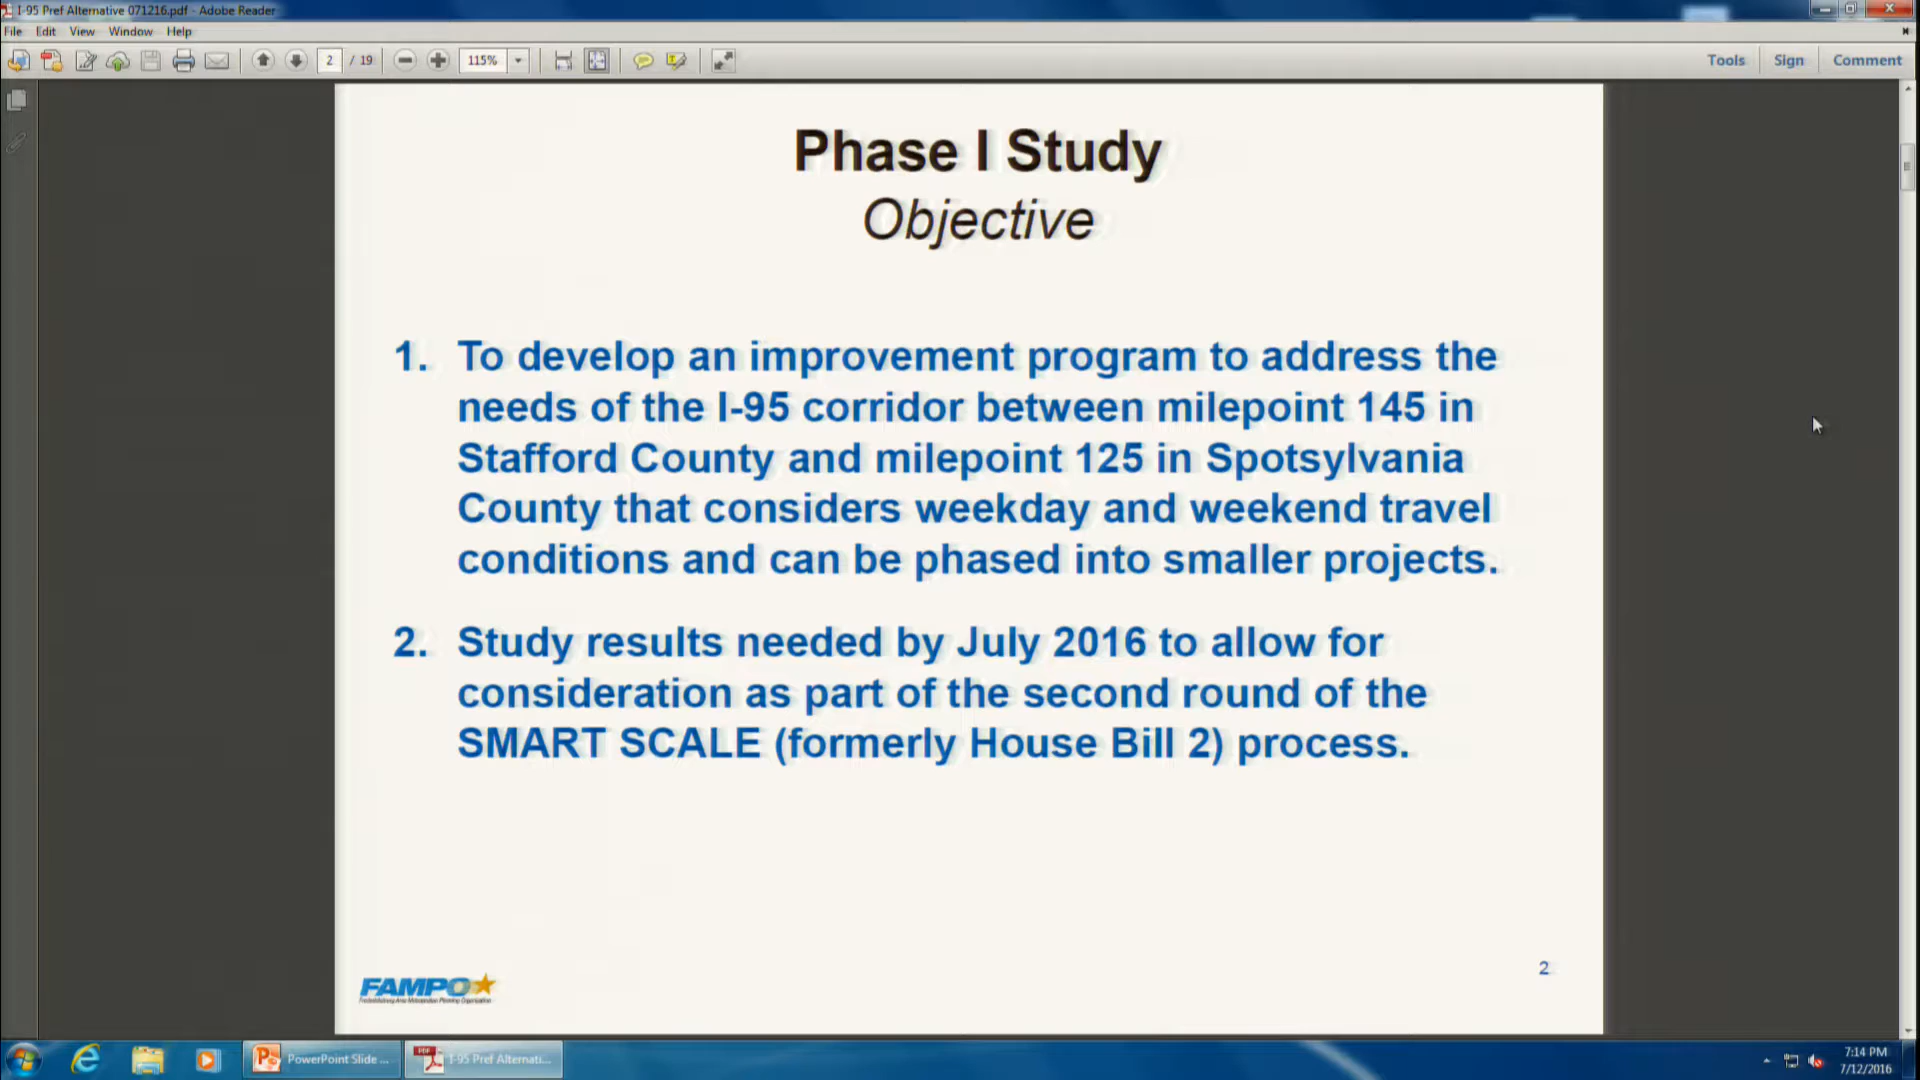 I-95 Pref Alternative 071216.pdf - Adobe Reader
File Edit View Window Help
2 / 19 115% Tools Sign Comment
Phase I Study
Objective
1. To develop an improvement program to address the
needs of the I-95 corridor between milepoint 145 in
Stafford County and milepoint 125 in Spotsylvania
County that considers weekday and weekend travel
conditions and can be phased into smaller projects.
2. Study results needed by July 2016 to allow for
consideration as part of the second round of the
SMART SCALE (formerly House Bill 2) process.
FAMPO
Fredericksburg Area Metropolitan Planning Organization
2
PowerPoint Slide ... I-95 Pref Alternati...
7:14 PM
7/12/2016